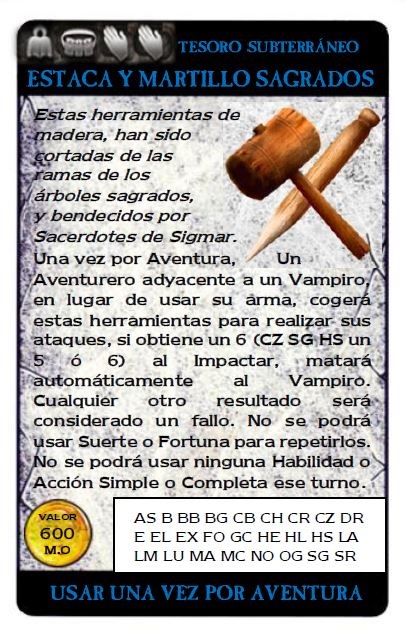 TESORO SUBTERRÁNEO
ESTACA Y MARTILLO SAGRADOS
Estas herramientas de
madera, han sido
cortadas de las
ramas de los
árboles sagrados,
y bendecidos por
Sacerdotes de Sigmar.
Una vez por Aventura, Un
Aventurero adyacente a un Vampiro,
en lugar de usar su arma, cogerá
estas herramientas para realizar sus
ataques, si obtiene un 6 (CZ SG HS un
5 ó 6) al Impactar, matará
automáticamente al Vampiro.
Cualquier otro resultado será
considerado un fallo. No se podrá
usar Suerte o Fortuna para repetirlos.
No se podrá usar ninguna Habilidad o
Acción Simple o Completa ese turno.
VALOR
600
M.O
AS B BB BG CB CH CR CZ DR
E EL EX FO GC HE HL HS LA
LM LU MA MC NO OG SG SR
USAR UNA VEZ POR AVENTURA